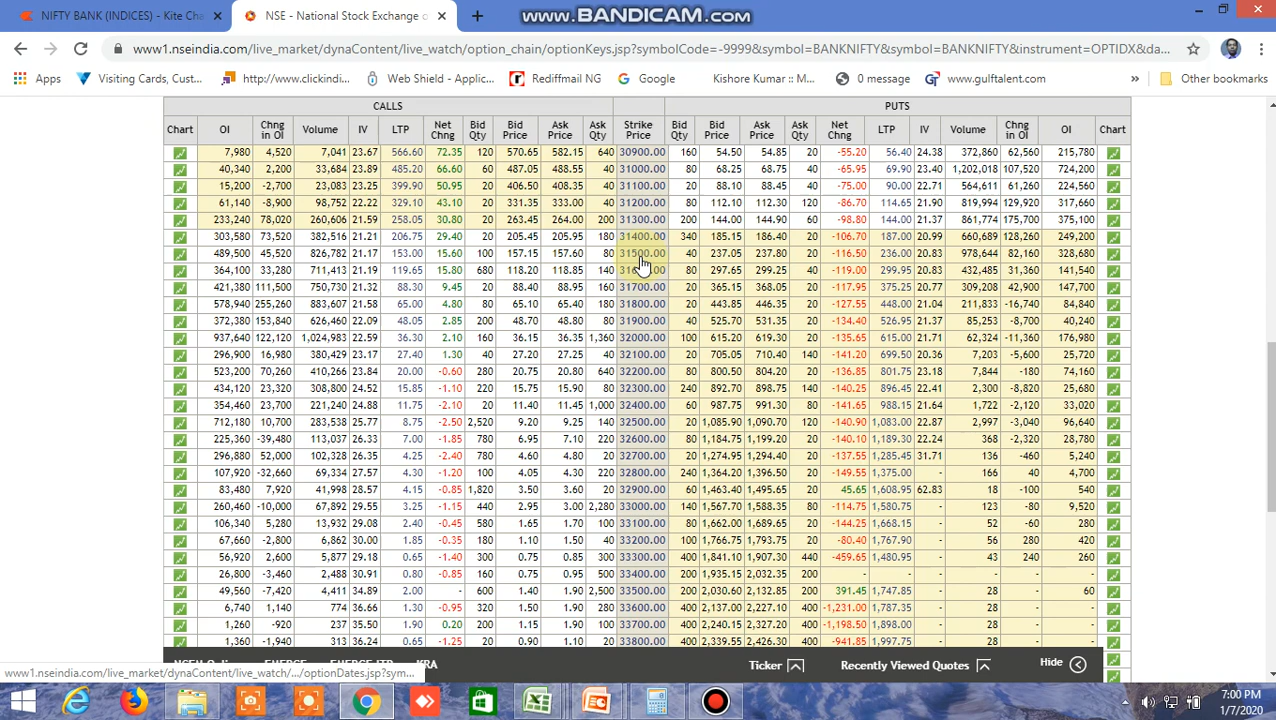 NIFTY BANK (INDICES) - Kite Cha
NSE - National Stock Exchange o
www.BANDICAM.com
www1.nseindia.com/live_market/dynaContent/live_watch/option_chain/optionKeys.jsp?symbolCode=-9999&symbol=BANKNIFTY&symbol=BANKNIFTY&instrument=OPTIDX&da...
Apps Visiting Cards, Cust... http://www.clickindi... Web Shield - Applic... Rediffmail NG Google Kishore Kumar :: M... 0 message www.gulftalent.com » Other bookmarks
CALLS PUTS
Chart OI Chng in OI Volume IV LTP Net Chng Bid Qty Bid Price Ask Price Ask Qty Strike Price Bid Qty Bid Price Ask Price Ask Qty Net Chng LTP IV Volume Chng in OI OI Chart
7,980 4,520 7,041 23.67 566.60 72.35 120 570.65 582.15 640 30900.00 160 54.50 54.85 20 -55.20 56.40 24.38 372,860 62,560 215,780
40,340 2,200 33,684 23.89 485.20 66.60 60 487.05 488.55 40 31000.00 80 68.25 68.75 40 -65.95 69.90 23.40 1,202,018 107,520 724,200
15,200 -2,700 23,083 23.25 399.90 50.95 20 406.50 408.35 40 31100.00 20 88.10 88.45 40 -75.00 90.00 22.71 564,611 61,260 224,560
61,140 -8,900 98,752 22.22 329.10 43.10 60 331.35 333.00 40 31200.00 80 112.10 112.30 120 -86.70 114.65 21.90 819,994 129,920 317,660
233,240 78,020 260,606 21.59 258.05 30.80 20 263.45 264.00 200 31300.00 200 144.00 144.90 60 -98.80 144.00 21.37 861,774 175,700 375,100
303,580 73,520 382,516 21.21 206.75 29.40 20 205.45 205.95 180 31400.00 340 185.15 186.40 20 -106.70 187.00 20.99 660,689 128,260 249,200
489,500 45,520 826,782 21.17 153.00 15.60 100 157.15 157.60 80 31500.00 40 237.05 237.80 20 -116.50 236.00 20.83 978,644 82,160 326,320
364,100 33,280 711,413 21.19 119.65 15.80 680 118.20 118.85 140 80 297.65 299.25 40 -119.00 299.95 20.83 432,485 31,360 141,540
421,380 111,500 750,730 21.32 88.30 9.45 20 88.40 88.95 160 31700.00 20 365.15 368.05 20 -117.95 375.25 20.77 309,208 42,900 147,700
578,940 255,260 883,607 21.58 65.00 4.80 80 65.10 65.40 180 31800.00 20 443.85 446.35 20 -127.55 448.00 21.04 211,833 -16,740 84,840
372,380 153,840 626,460 22.09 48.05 2.85 200 48.70 48.80 80 31900.00 40 525.70 531.35 20 -134.40 526.95 21.37 85,253 -8,700 40,240
937,640 122,120 1,024,983 22.59 36.30 2.10 160 36.15 36.35 1,360 32000.00 100 615.20 619.30 20 -135.65 615.00 21.31 62,324 -11,360 176,980
296,900 16,980 380,429 23.17 27.40 1.30 40 27.20 27.25 40 32100.00 20 705.05 710.40 140 -141.20 699.50 20.36 7,203 -5,600 25,720
523,200 70,260 410,266 23.84 20.00 -0.60 280 20.75 20.80 640 32200.00 80 800.50 804.20 20 -136.85 801.75 23.18 7,844 -180 74,160
434,120 23,320 308,800 24.52 15.85 -1.10 220 15.75 15.90 80 32300.00 240 892.70 898.75 140 -140.25 896.45 22.41 2,300 -8,820 25,680
354,460 23,700 221,240 24.88 11.75 -2.10 20 11.40 11.45 1,000 32400.00 80 987.75 991.30 80 -141.65 988.15 21.64 1,722 -2,120 33,020
712,180 10,700 283,538 25.77 8.75 -2.50 2,520 9.20 9.25 140 32500.00 20 1,085.90 1,090.70 120 -140.90 1,083.00 22.87 2,997 -3,040 96,640
225,360 -39,480 113,037 26.33 7.00 -1.85 780 6.95 7.10 220 32600.00 80 1,184.75 1,199.20 20 -140.10 1,189.30 22.24 368 -2,320 28,780
296,880 52,000 102,328 26.35 4.25 -2.40 780 4.60 4.80 20 32700.00 20 1,274.95 1,294.40 20 -137.55 1,285.45 31.71 136 -460 5,240
107,920 -32,660 69,334 27.57 4.30 -1.20 100 4.05 4.30 220 32800.00 240 1,364.20 1,396.50 20 -149.55 1,375.00 - 166 40 4,700
83,480 7,920 41,998 28.57 4.15 -0.85 1,820 3.50 3.60 20 32900.00 60 1,463.40 1,495.65 20 45.65 1,608.95 62.83 18 -100 540
260,460 -10,000 67,892 29.55 3.25 -1.15 440 2.95 3.00 2,280 33000.00 140 1,567.70 1,588.35 80 -114.75 1,580.75 - 123 -80 9,520
106,340 5,280 13,932 29.08 2.40 -0.45 580 1.65 1.70 100 33100.00 80 1,662.00 1,689.65 20 -144.25 1,668.15 - 52 -60 280
67,660 -2,800 6,862 30.00 1.85 -0.35 180 1.10 1.50 40 33200.00 100 1,766.75 1,793.75 20 -80.40 1,767.90 - 56 280 420
56,920 2,600 5,877 29.18 0.65 -1.40 300 0.75 0.85 300 33300.00 400 1,841.10 1,907.30 440 -459.65 1,480.95 - 43 240 260
26,800 -3,460 2,488 30.91 0.80 -0.85 160 0.75 0.95 500 33400.00 200 1,935.15 2,032.35 200 - - - - - -
49,560 -7,420 4,411 34.89 2.00 - 600 1.40 1.90 2,500 33500.00 200 2,030.60 2,132.85 200 391.45 1,747.85 - 28 - 60
6,740 1,140 774 36.66 1.30 -0.95 320 1.50 1.90 280 33600.00 400 2,137.00 2,227.10 400 -1,231.00 1,787.35 - 28 - -
1,260 -920 237 35.50 1.90 0.20 200 1.15 1.90 100 33700.00 400 2,240.15 2,327.20 400 -1,198.50 1,898.00 - 28 - -
1,360 -1,940 313 36.24 0.65 -1.25 20 0.90 1.10 20 33800.00 400 2,339.55 2,426.30 400 -941.85 1,997.75 - 28 - -
KRA Ticker Recently Viewed Quotes Hide
www1.nseindia.com/live_market/dynaContent/live_watch/.../optionDates.jsp?sym...
7:00 PM
1/7/2020